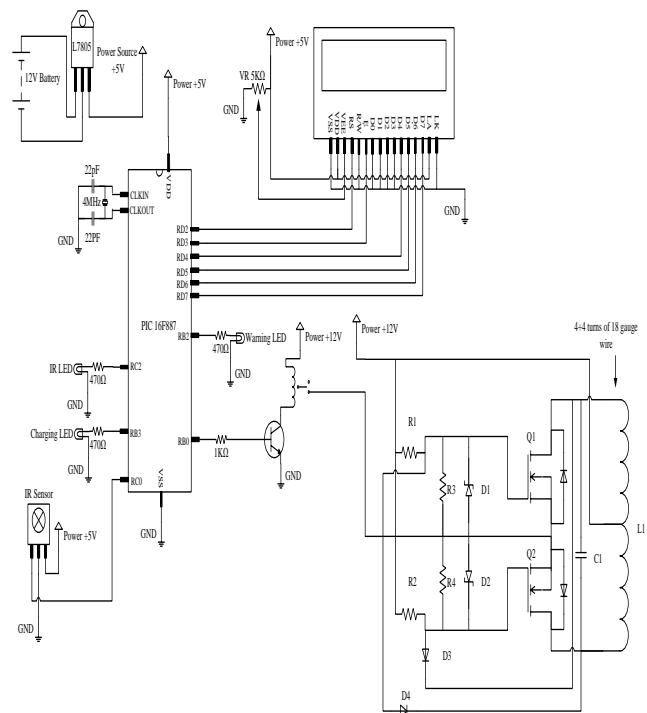 L7805
Power Source
+5V
12V Battery
Power +5V
Power +5V
VR 5KΩ
GND
VSS
VDD
VEE
RS
R/W
E
D0
D1
D2
D3
D4
D5
D6
D7
LA
LK
GND
VDD
22pF
CLKIN
4MHz
CLKOUT
22PF
GND
RD2
RD3
RD4
RD5
RD6
RD7
PIC 16F887
RB2
Warning LED
470Ω
GND
Power +12V
Power +12V
4+4 turns of 18 gauge
wire
IR LED
RC2
470Ω
GND
Charging LED
RB3
470Ω
GND
RB0
1KΩ
GND
RC0
VSS
GND
IR Sensor
Power +5V
GND
R1
Q1
R3
D1
L1
Q2
C1
R2
R4
D2
D3
D4